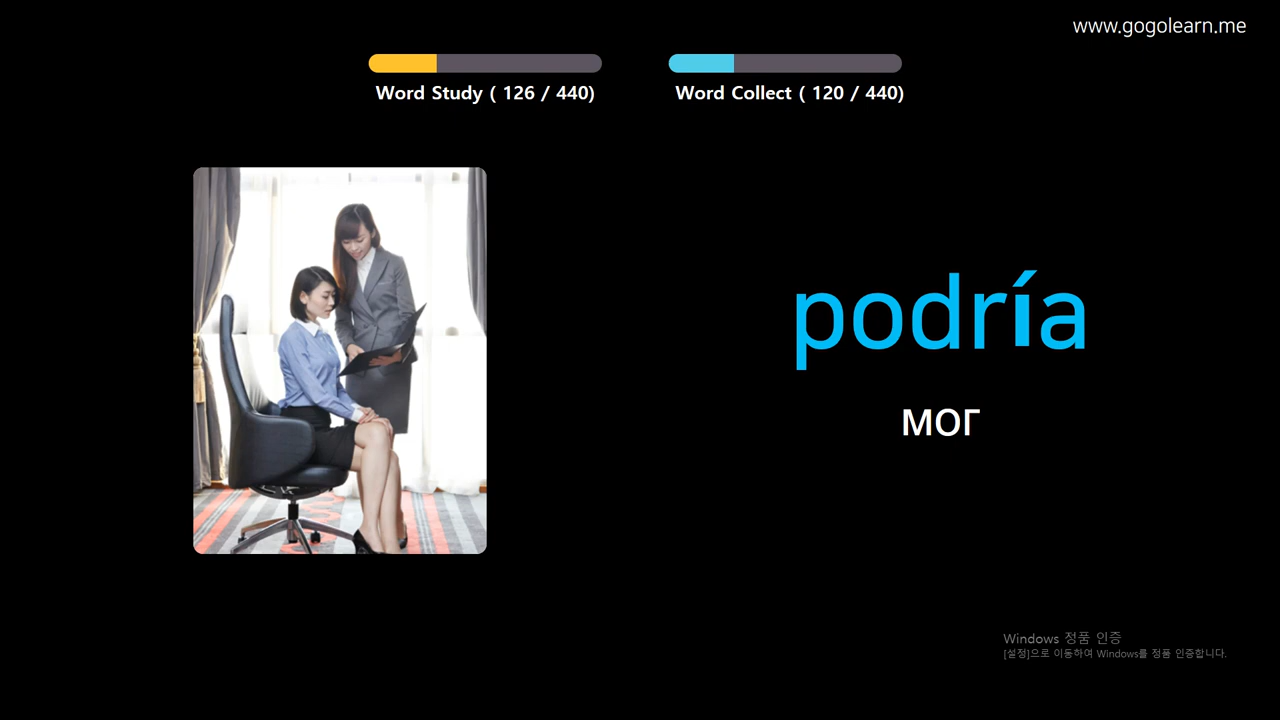 www.gogolearn.me
Word Study ( 126 / 440)
Word Collect ( 120 / 440)
podría
мог
Windows 정품 인증
[설정]으로 이동하여 Windows를 정품 인증합니다.